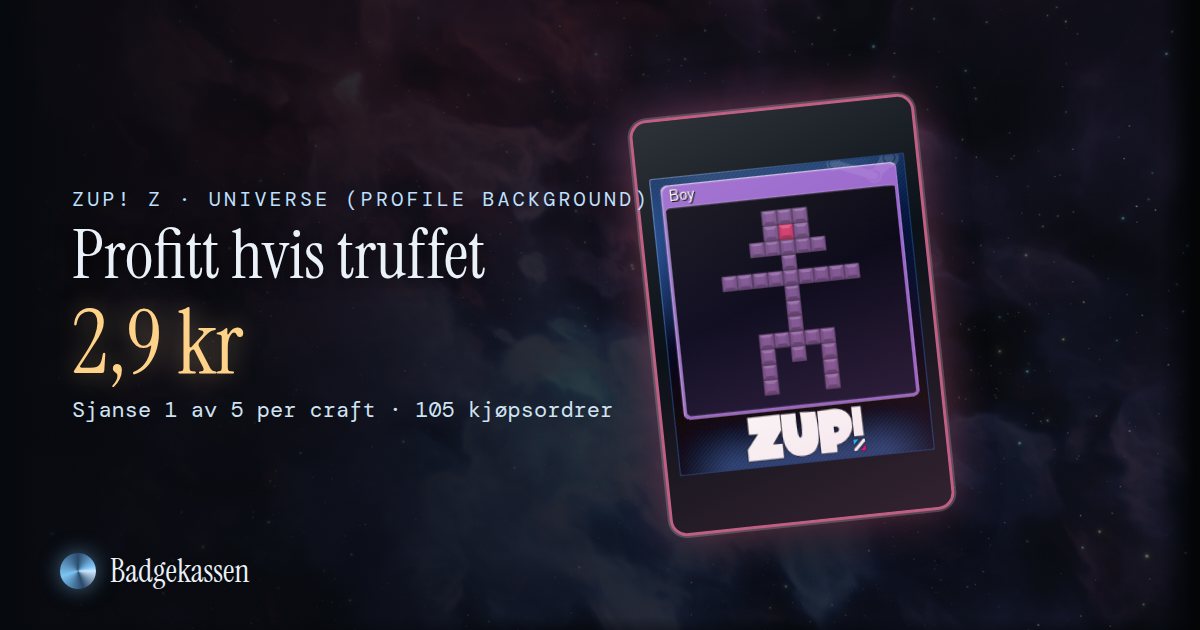 ZUP! Z · UNIVERSE (PROFILE BACKGROUND)
Profitt hvis truffet
2,9 kr
Sjanse 1 av 5 per craft · 105 kjøpsordrer
Boy
ZUP!
Badgekassen